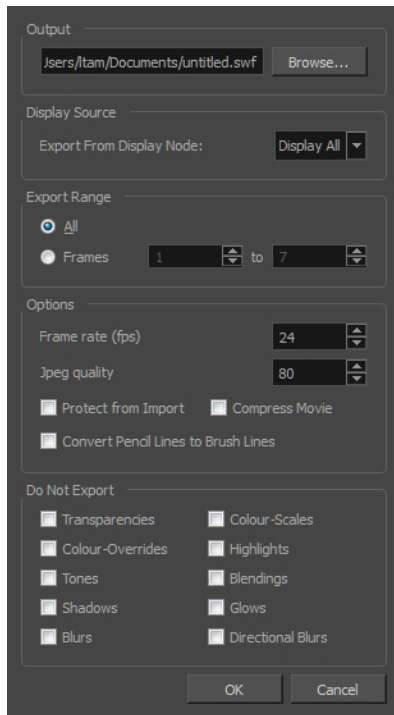 Output
Jsers/ltam/Documents/untitled.swf Browse...
Display Source
Export From Display Node: Display All
Export Range
All
Frames 1 to 7
Options
Frame rate (fps) 24
Jpeg quality 80
Protect from Import Compress Movie
Convert Pencil Lines to Brush Lines
Do Not Export
Transparencies Colour-Scales
Colour-Overrides Highlights
Tones Blendings
Shadows Glows
Blurs Directional Blurs
OK Cancel